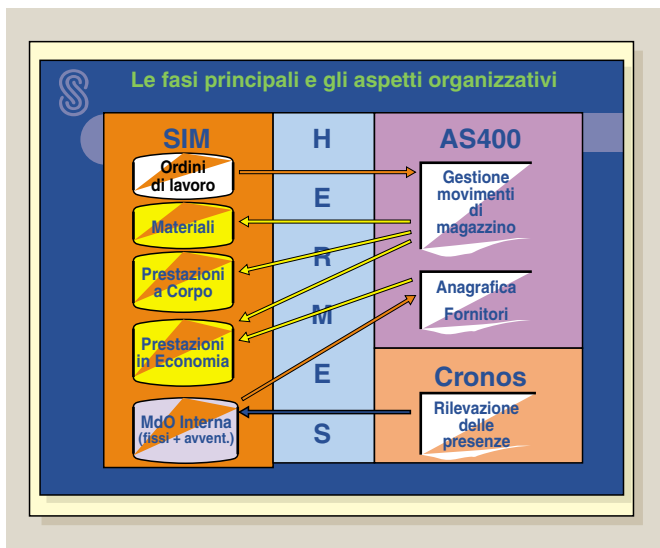 Le fasi principali e gli aspetti organizzativi
SIM
Ordini
di lavoro
Materiali
Prestazioni
a Corpo
Prestazioni
in Economia
MdO Interna
(fissi + avvent.)
H
E
R
M
E
S
AS400
Gestione
movimenti
di
magazzino
Anagrafica
Fornitori
Cronos
Rilevazione
delle
presenze